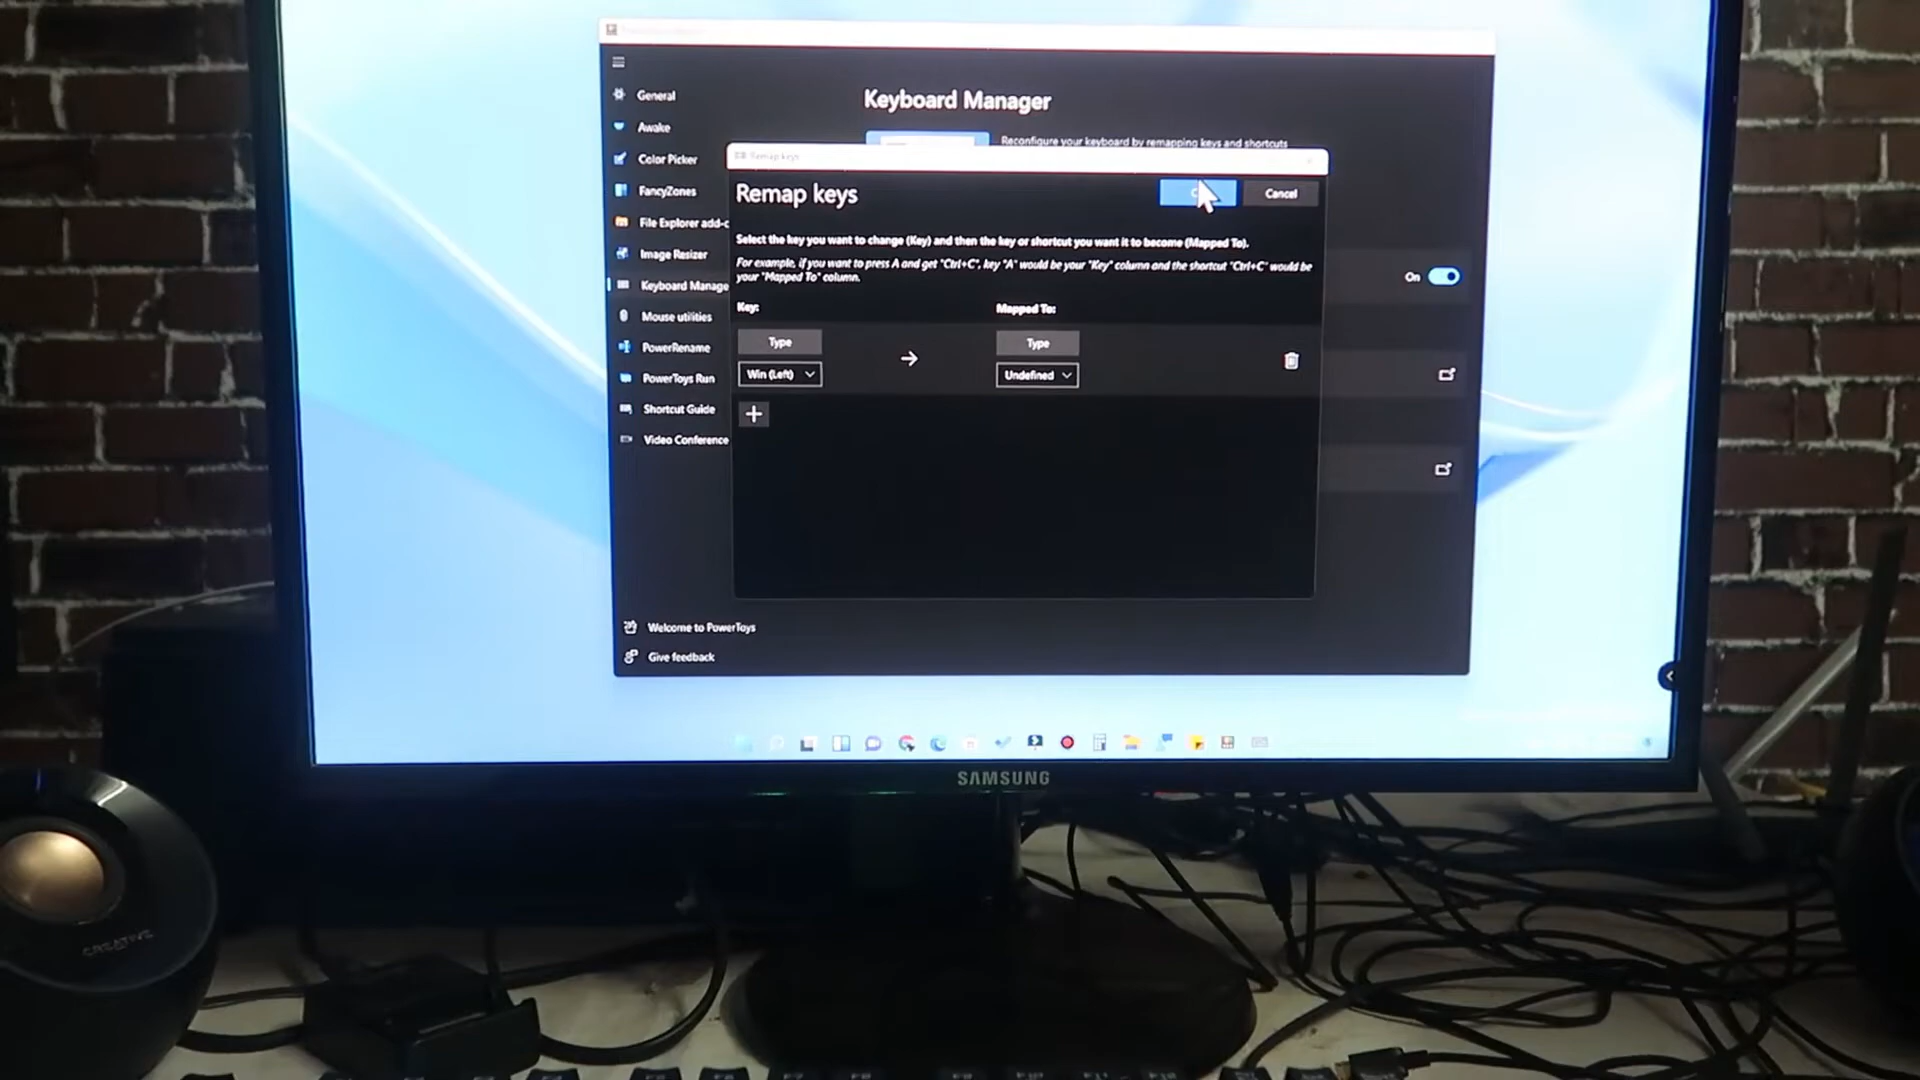 General
Awake
Color Picker
FancyZones
File Explorer add-o
Image Resizer
Keyboard Manage
Mouse utilities
PowerRename
PowerToys Run
Shortcut Guide
Video Conference
Welcome to PowerToys
Give feedback
Keyboard Manager
Reconfigure your keyboard by remapping keys and shortcuts
On
Remap keys
Remap keys
Cancel
Select the key you want to change (Key) and then the key or shortcut you want it to become (Mapped To).
For example, if you want to press A and get "Ctrl+C", key "A" would be your "Key" column and the shortcut "Ctrl+C" would be
your "Mapped To" column.
Key:
Mapped To:
Type
Type
Win (Left)
Undefined
SAMSUNG
CREATIVE